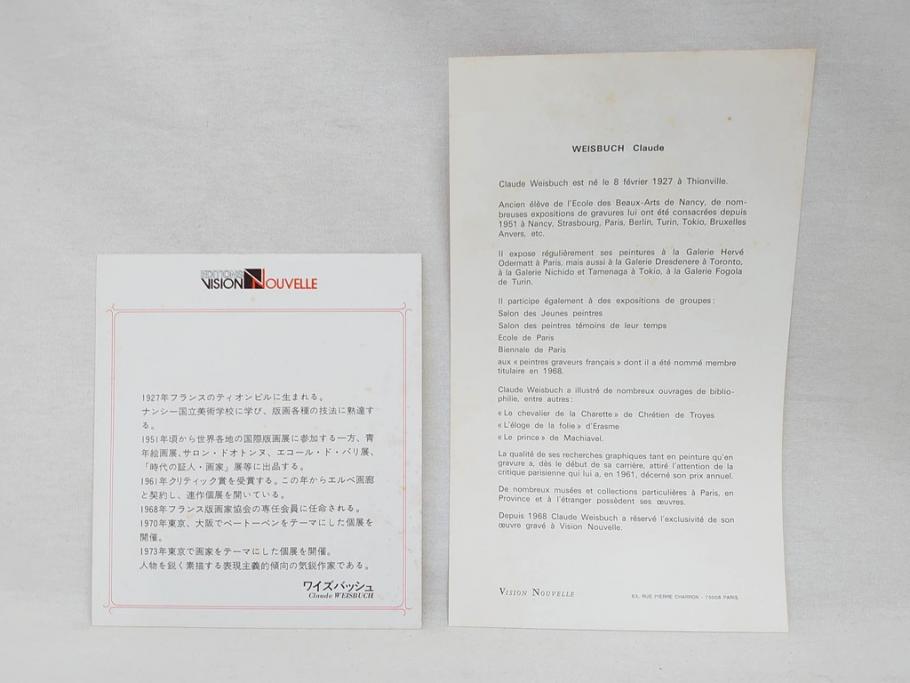 EDITIONS
VISION NOUVELLE
1927年フランスのティオンビルに生まれる。
ナンシー国立美術学校に学び、版画各種の技法に熟達す
る。
1951年頃から世界各地の国際版画展に参加する一方、青
年絵画展、サロン・ドオトンヌ、エコール・ド・パリ展、
「時代の証人・画家」展等に出品する。
1961年クリティック賞を受賞する。この年からエルベ画廊
と契約し、連作個展を開いている。
1968年フランス版画家協会の専任会員に任命される。
1970年東京、大阪でベートーベンをテーマにした個展を
開催。
1973年東京で画家をテーマにした個展を開催。
人物を鋭く素描する表現主義的傾向の気鋭作家である。
ワイズバッシュ
Claude WEISBUCH
WEISBUCH Claude
Claude Weisbuch est né le 8 février 1927 à Thionville.
Ancien élève de l'Ecole des Beaux-Arts de Nancy, de nom-
breuses expositions de gravures lui ont été consacrées depuis
1951 à Nancy, Strasbourg, Paris, Berlin, Turin, Tokio, Bruxelles
Anvers, etc.
Il expose régulièrement ses peintures à la Galerie Hervé
Odermatt à Paris, mais aussi à la Galerie Dresdenere à Toronto,
à la Galerie Nichido et Tamenaga à Tokio, à la Galerie Fogola
de Turin.
Il participe également à des expositions de groupes :
Salon des Jeunes peintres
Salon des peintres témoins de leur temps
Ecole de Paris
Biennale de Paris
aux « peintres graveurs français » dont il a été nommé membre
titulaire en 1968.
Claude Weisbuch a illustré de nombreux ouvrages de biblio-
philie, entre autres :
« Le chevalier de la Charette » de Chrétien de Troyes
« L'éloge de la folie » d'Erasme
« Le prince » de Machiavel.
La qualité de ses recherches graphiques tant en peinture qu'en
gravure a, dès le début de sa carrière, attiré l'attention de la
critique parisienne qui lui a, en 1961, décerné son prix annuel.
De nombreux musées et collections particulières à Paris, en
Province et à l'étranger possèdent ses œuvres.
Depuis 1968 Claude Weisbuch a réservé l'exclusivité de son
œuvre gravé à Vision Nouvelle.
VISION NOUVELLE
63, RUE PIERRE CHARRON - 75008 PARIS